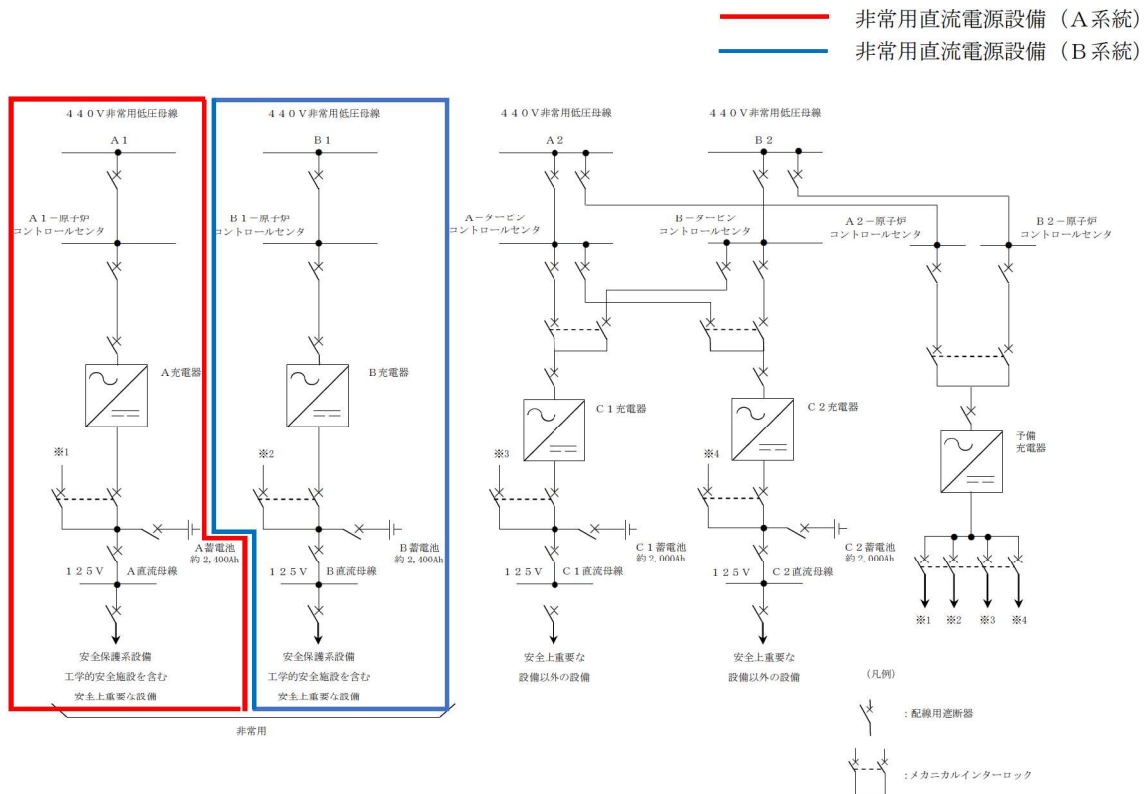 非常用直流電源設備（A系統）
非常用直流電源設備（B系統）
４４０Ｖ非常用低圧母線
Ａ１
４４０Ｖ非常用低圧母線
Ｂ１
４４０Ｖ非常用低圧母線
Ａ２
４４０Ｖ非常用低圧母線
Ｂ２
Ａ１－原子炉
コントロールセンタ
Ｂ１－原子炉
コントロールセンタ
Ａ－タービン
コントロールセンタ
Ｂ－タービン
コントロールセンタ
Ａ２－原子炉
コントロールセンタ
Ｂ２－原子炉
コントロールセンタ
Ａ充電器
Ｂ充電器
Ｃ１充電器
Ｃ２充電器
予備
充電器
※1
※2
※3
※4
Ａ蓄電池
約2,400Ah
Ｂ蓄電池
約2,400Ah
Ｃ１蓄電池
約2,000Ah
Ｃ２蓄電池
約2,000Ah
１２５Ｖ Ａ直流母線
１２５Ｖ Ｂ直流母線
１２５Ｖ Ｃ１直流母線
１２５Ｖ Ｃ２直流母線
※1 ※2 ※3 ※4
安全保護系設備
工学的安全施設を含む
安全上重要な設備
安全保護系設備
工学的安全施設を含む
安全上重要な設備
安全上重要な
設備以外の設備
安全上重要な
設備以外の設備
非常用
(凡例)
：配線用遮断器
：メカニカルインターロック